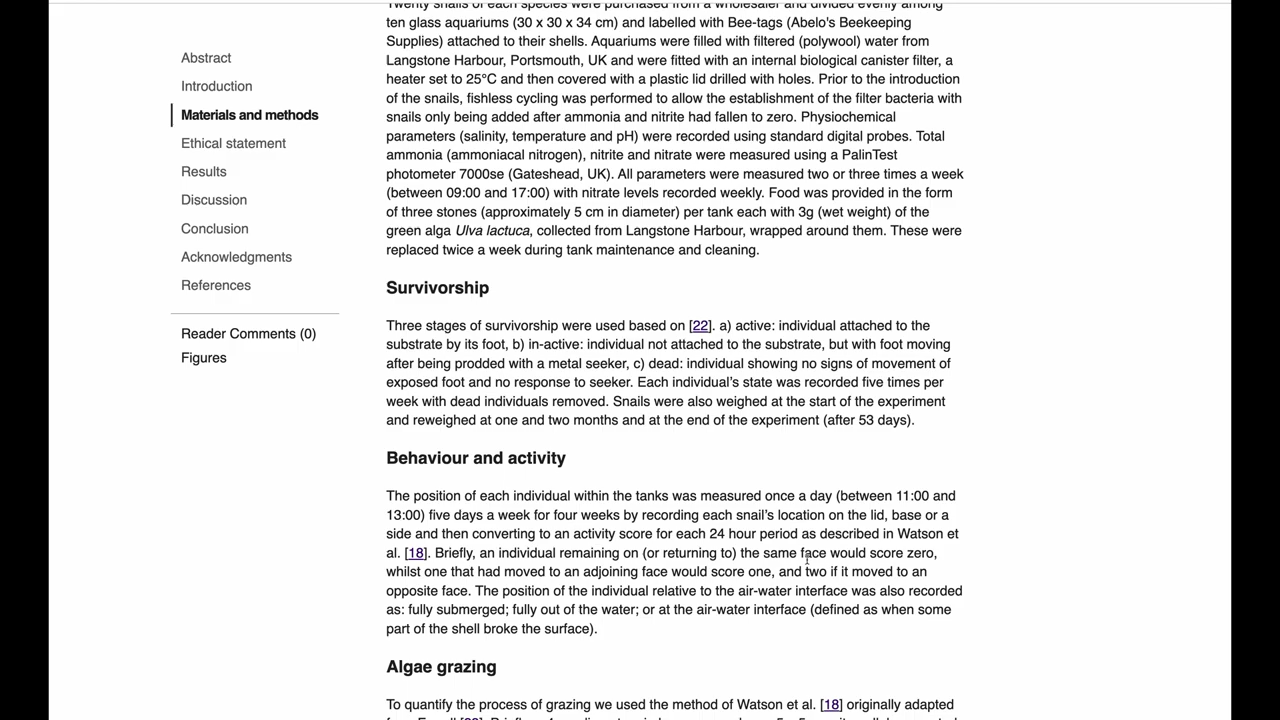 Twenty snails of each species were purchased from a wholesaler and divided evenly among
ten glass aquariums (30 x 30 x 34 cm) and labelled with Bee-tags (Abelo's Beekeeping
Supplies) attached to their shells. Aquariums were filled with filtered (polywool) water from
Langstone Harbour, Portsmouth, UK and were fitted with an internal biological canister filter, a
heater set to 25°C and then covered with a plastic lid drilled with holes. Prior to the introduction
of the snails, fishless cycling was performed to allow the establishment of the filter bacteria with
snails only being added after ammonia and nitrite had fallen to zero. Physiochemical
parameters (salinity, temperature and pH) were recorded using standard digital probes. Total
ammonia (ammoniacal nitrogen), nitrite and nitrate were measured using a PalinTest
photometer 7000se (Gateshead, UK). All parameters were measured two or three times a week
(between 09:00 and 17:00) with nitrate levels recorded weekly. Food was provided in the form
of three stones (approximately 5 cm in diameter) per tank each with 3g (wet weight) of the
green alga Ulva lactuca, collected from Langstone Harbour, wrapped around them. These were
replaced twice a week during tank maintenance and cleaning.
Abstract
Introduction
Materials and methods
Ethical statement
Results
Discussion
Conclusion
Acknowledgments
References
Reader Comments (0)
Figures
Survivorship
Three stages of survivorship were used based on [22]. a) active: individual attached to the
substrate by its foot, b) in-active: individual not attached to the substrate, but with foot moving
after being prodded with a metal seeker, c) dead: individual showing no signs of movement of
exposed foot and no response to seeker. Each individual's state was recorded five times per
week with dead individuals removed. Snails were also weighed at the start of the experiment
and reweighed at one and two months and at the end of the experiment (after 53 days).
Behaviour and activity
The position of each individual within the tanks was measured once a day (between 11:00 and
13:00) five days a week for four weeks by recording each snail's location on the lid, base or a
side and then converting to an activity score for each 24 hour period as described in Watson et
al. [18]. Briefly, an individual remaining on (or returning to) the same face would score zero,
whilst one that had moved to an adjoining face would score one, and two if it moved to an
opposite face. The position of the individual relative to the air-water interface was also recorded
as: fully submerged; fully out of the water; or at the air-water interface (defined as when some
part of the shell broke the surface).
Algae grazing
To quantify the process of grazing we used the method of Watson et al. [18] originally adapted